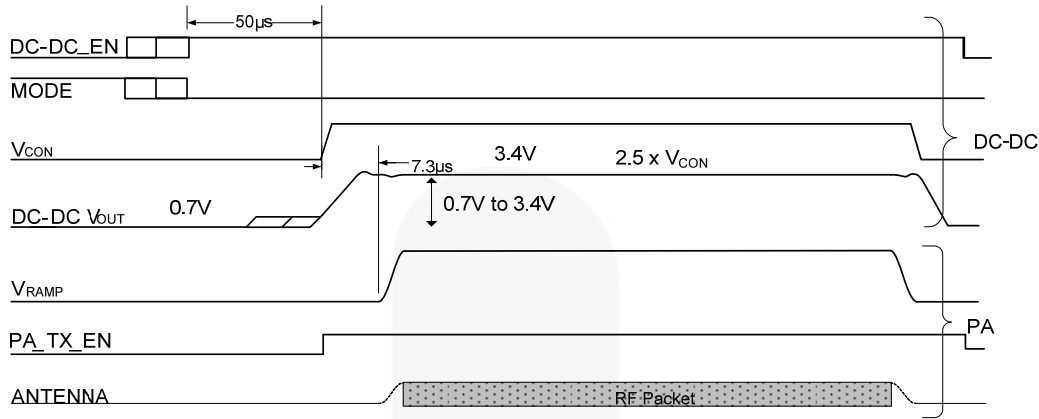 50µs
DC-DC_EN
MODE
VCON
7.3µs
3.4V
2.5 x VCON
DC-DC
DC-DC VOUT
0.7V
0.7V to 3.4V
VRAMP
PA_TX_EN
PA
ANTENNA
RF Packet